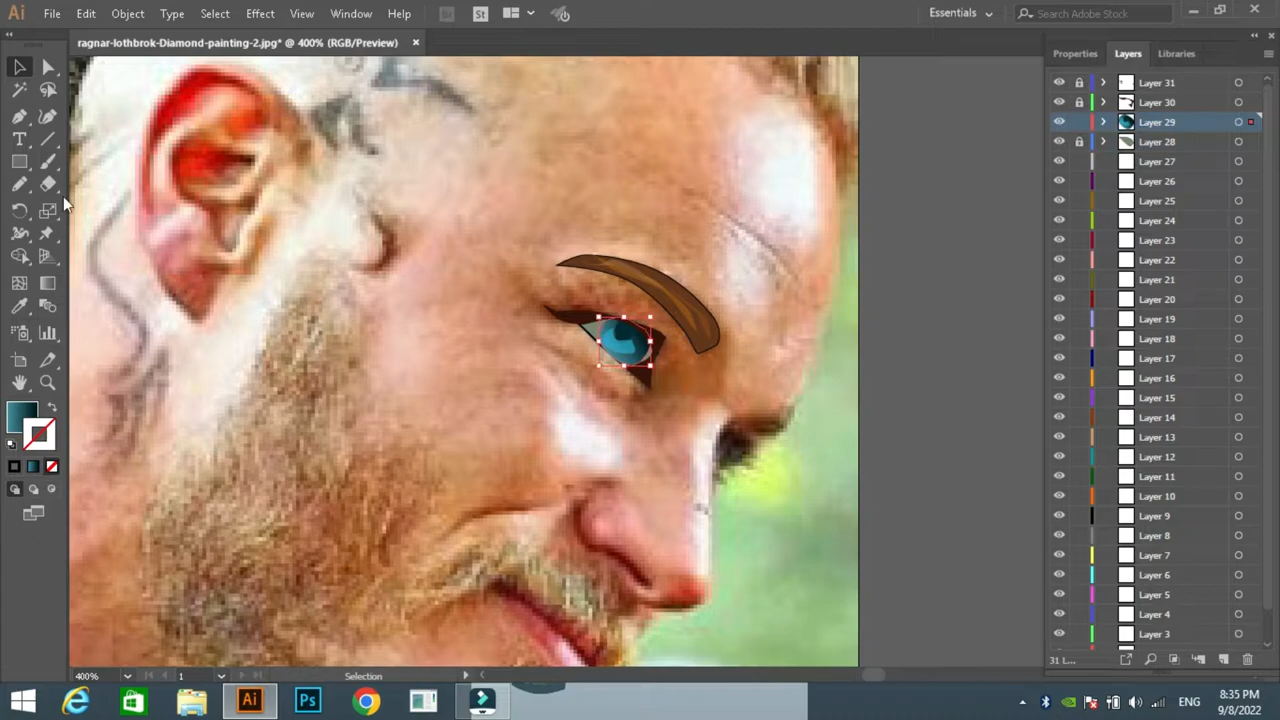 Ai File Edit Object Type Select Effect View Window Help Br St Essentials Search Adobe Stock
ragnar-lothbrok-Diamond-painting-2.jpg* @ 400% (RGB/Preview) × Properties Layers Libraries
Layer 31
Layer 30
Layer 29
Layer 28
Layer 27
Layer 26
Layer 25
Layer 24
Layer 23
Layer 22
Layer 21
Layer 20
Layer 19
Layer 18
Layer 17
Layer 16
Layer 15
Layer 14
Layer 13
Layer 12
Layer 11
Layer 10
Layer 9
Layer 8
Layer 7
Layer 6
Layer 5
Layer 4
Layer 3
31 L...
400% 1 Selection
Ai Ps ENG 8:35 PM
9/8/2022